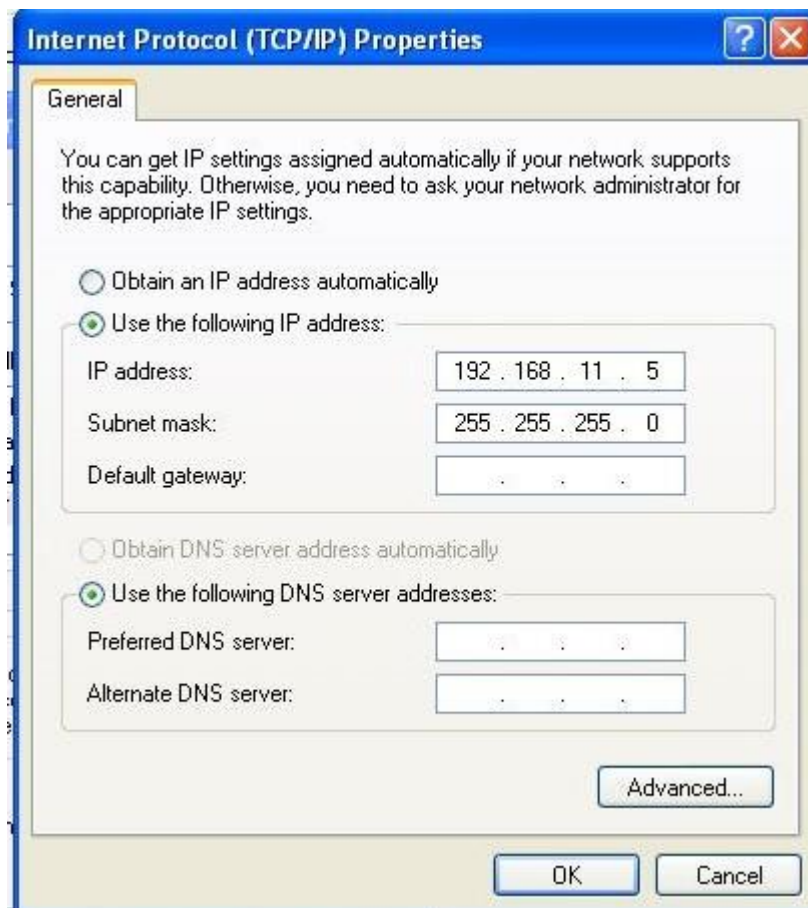 Internet Protocol (TCP/IP) Properties
?
General
You can get IP settings assigned automatically if your network supports
this capability. Otherwise, you need to ask your network administrator for
the appropriate IP settings.
Obtain an IP address automatically
Use the following IP address:
IP address: 192 . 168 . 11 . 5
Subnet mask: 255 . 255 . 255 . 0
Default gateway: . . .
Obtain DNS server address automatically
Use the following DNS server addresses:
Preferred DNS server: . . .
Alternate DNS server: . . .
Advanced...
OK Cancel